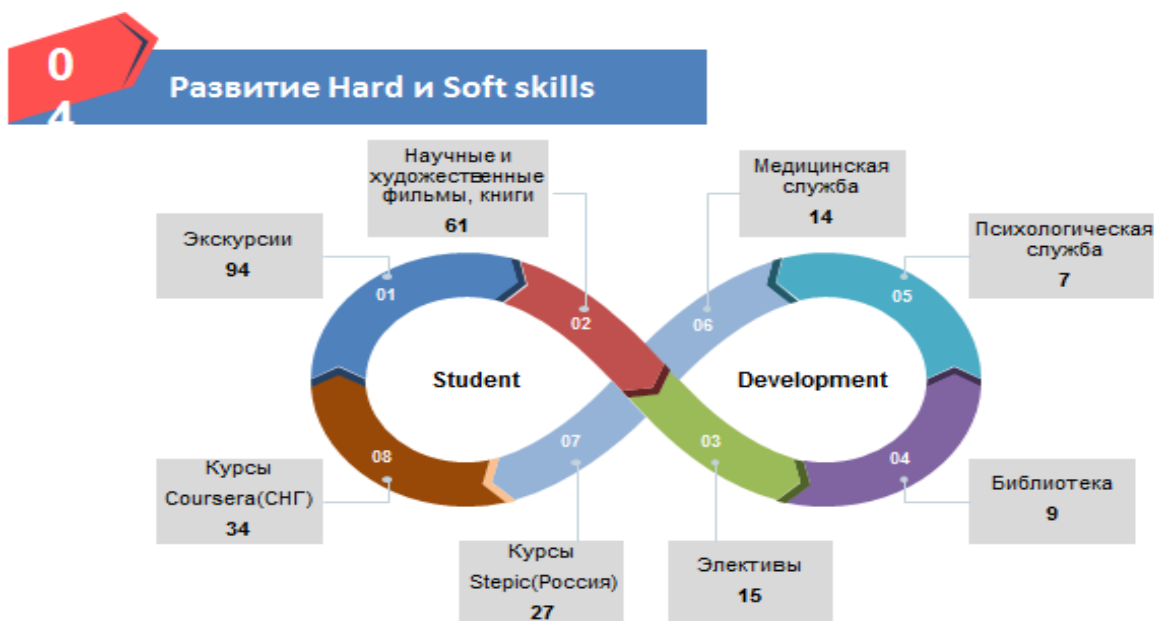 0
4
Развитие Hard и Soft skills
Научные и
художественные
фильмы, книги
61
Медицинская
служба
14
Экскурсии
94
Психологическая
служба
7
01
02
06
05
Student
Development
08
07
03
04
Курсы
Coursera(СНГ)
34
Курсы
Stepic(Россия)
27
Элективы
15
Библиотека
9